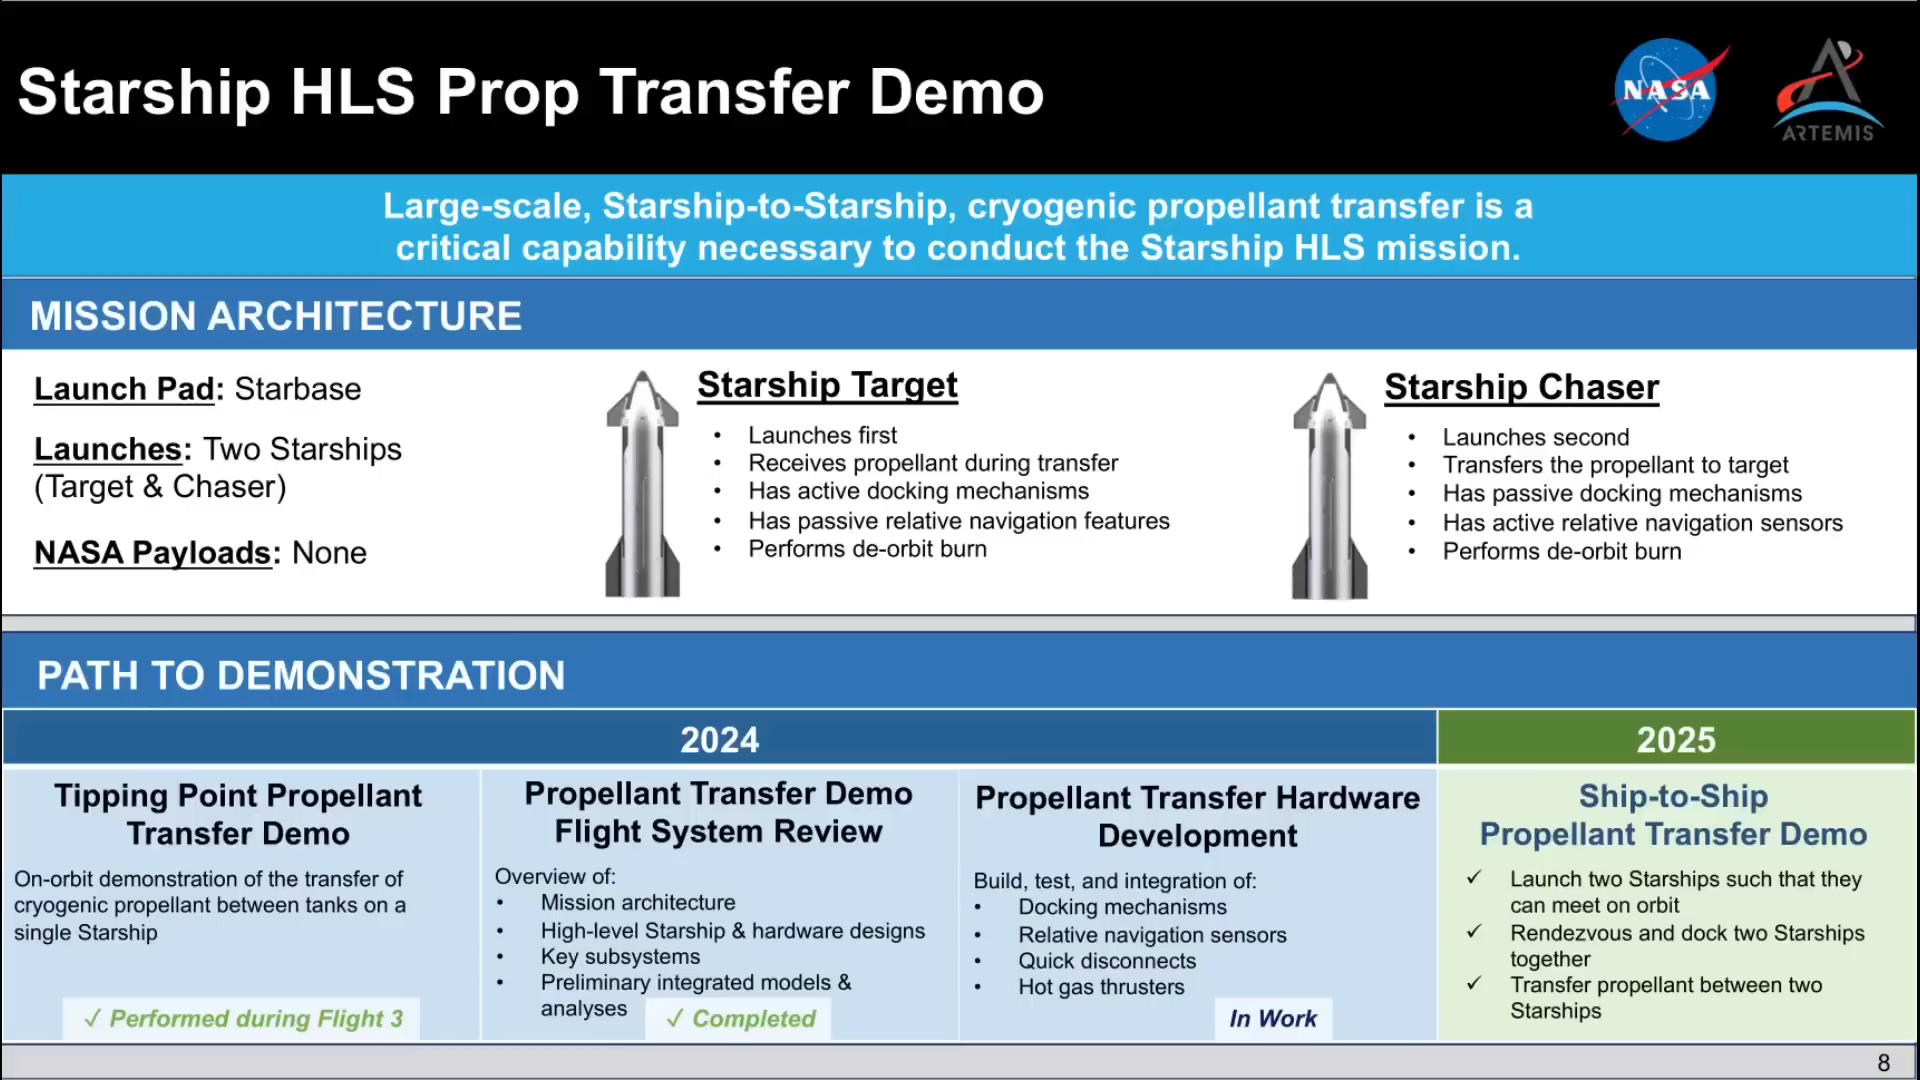 Starship HLS Prop Transfer Demo
NASA
ARTEMIS
Large-scale, Starship-to-Starship, cryogenic propellant transfer is a
critical capability necessary to conduct the Starship HLS mission.
MISSION ARCHITECTURE
Launch Pad: Starbase
Launches: Two Starships
(Target & Chaser)
NASA Payloads: None
Starship Target
• Launches first
• Receives propellant during transfer
• Has active docking mechanisms
• Has passive relative navigation features
• Performs de-orbit burn
Starship Chaser
• Launches second
• Transfers the propellant to target
• Has passive docking mechanisms
• Has active relative navigation sensors
• Performs de-orbit burn
PATH TO DEMONSTRATION
2024
2025
Tipping Point Propellant
Transfer Demo
On-orbit demonstration of the transfer of
cryogenic propellant between tanks on a
single Starship
✓ Performed during Flight 3
Propellant Transfer Demo
Flight System Review
Overview of:
• Mission architecture
• High-level Starship & hardware designs
• Key subsystems
• Preliminary integrated models &
analyses
✓ Completed
Propellant Transfer Hardware
Development
Build, test, and integration of:
• Docking mechanisms
• Relative navigation sensors
• Quick disconnects
• Hot gas thrusters
In Work
Ship-to-Ship
Propellant Transfer Demo
✓ Launch two Starships such that they
can meet on orbit
✓ Rendezvous and dock two Starships
together
✓ Transfer propellant between two
Starships
8